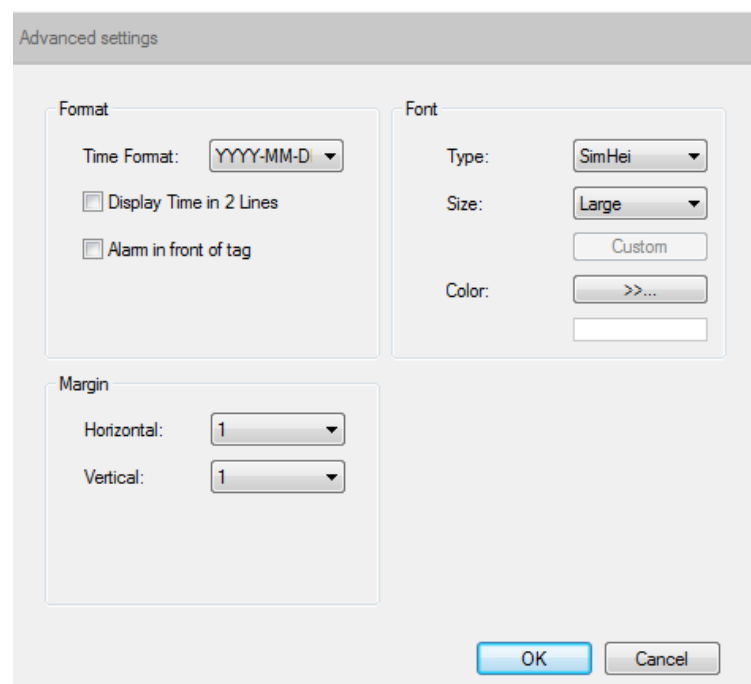 Advanced settings
Format
Time Format: YYYY-MM-D
Display Time in 2 Lines
Alarm in front of tag
Font
Type: SimHei
Size: Large
Custom
Color: >>...
Margin
Horizontal: 1
Vertical: 1
OK Cancel